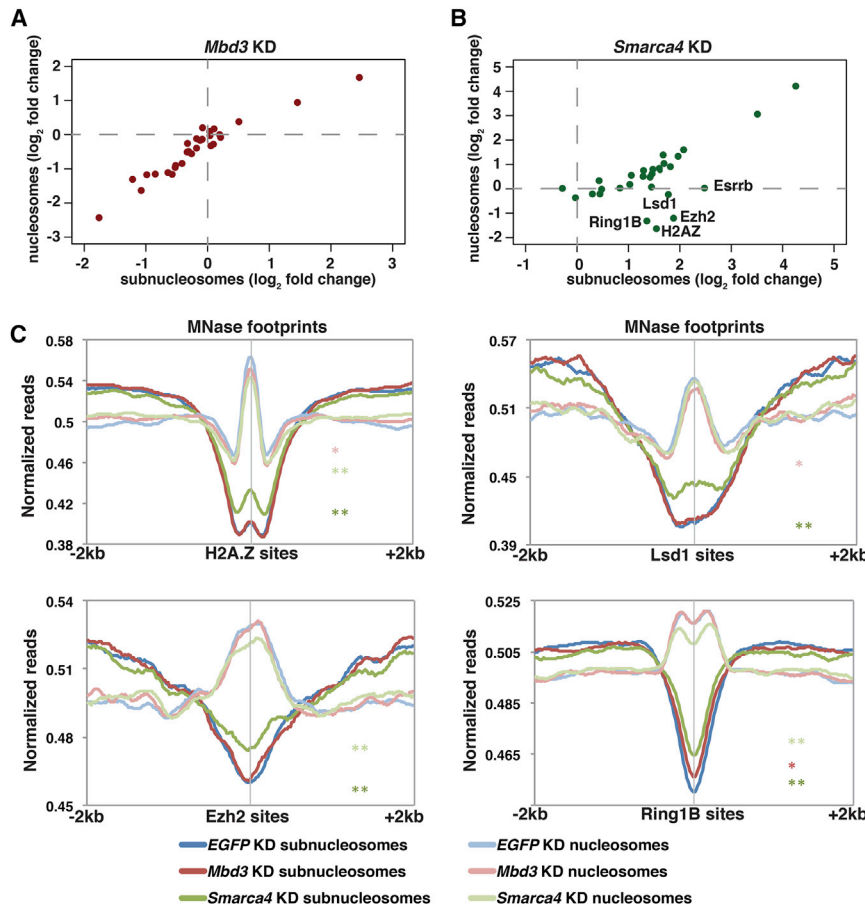 A
Mbd3 KD
nucleosomes (log2 fold change)
2
1
0
-1
-2
-3
-2 -1 0 1 2 3
subnucleosomes (log2 fold change)
B
Smarca4 KD
nucleosomes (log2 fold change)
5
4
3
2
1
0
-1
-2
Esrrb
Lsd1
Ezh2
Ring1B
H2AZ
-1 0 1 2 3 4 5
subnucleosomes (log2 fold change)
C
MNase footprints
Normalized reads
0.58
0.54
0.5
0.46
0.42
0.38
*
**
**
-2kb H2A.Z sites +2kb
MNase footprints
Normalized reads
0.57
0.51
0.45
0.39
*
**
-2kb Lsd1 sites +2kb
Normalized reads
0.54
0.51
0.48
0.45
**
**
-2kb Ezh2 sites +2kb
Normalized reads
0.525
0.505
0.485
0.465
**
*
**
-2kb Ring1B sites +2kb
EGFP KD subnucleosomes
Mbd3 KD subnucleosomes
Smarca4 KD subnucleosomes
EGFP KD nucleosomes
Mbd3 KD nucleosomes
Smarca4 KD nucleosomes